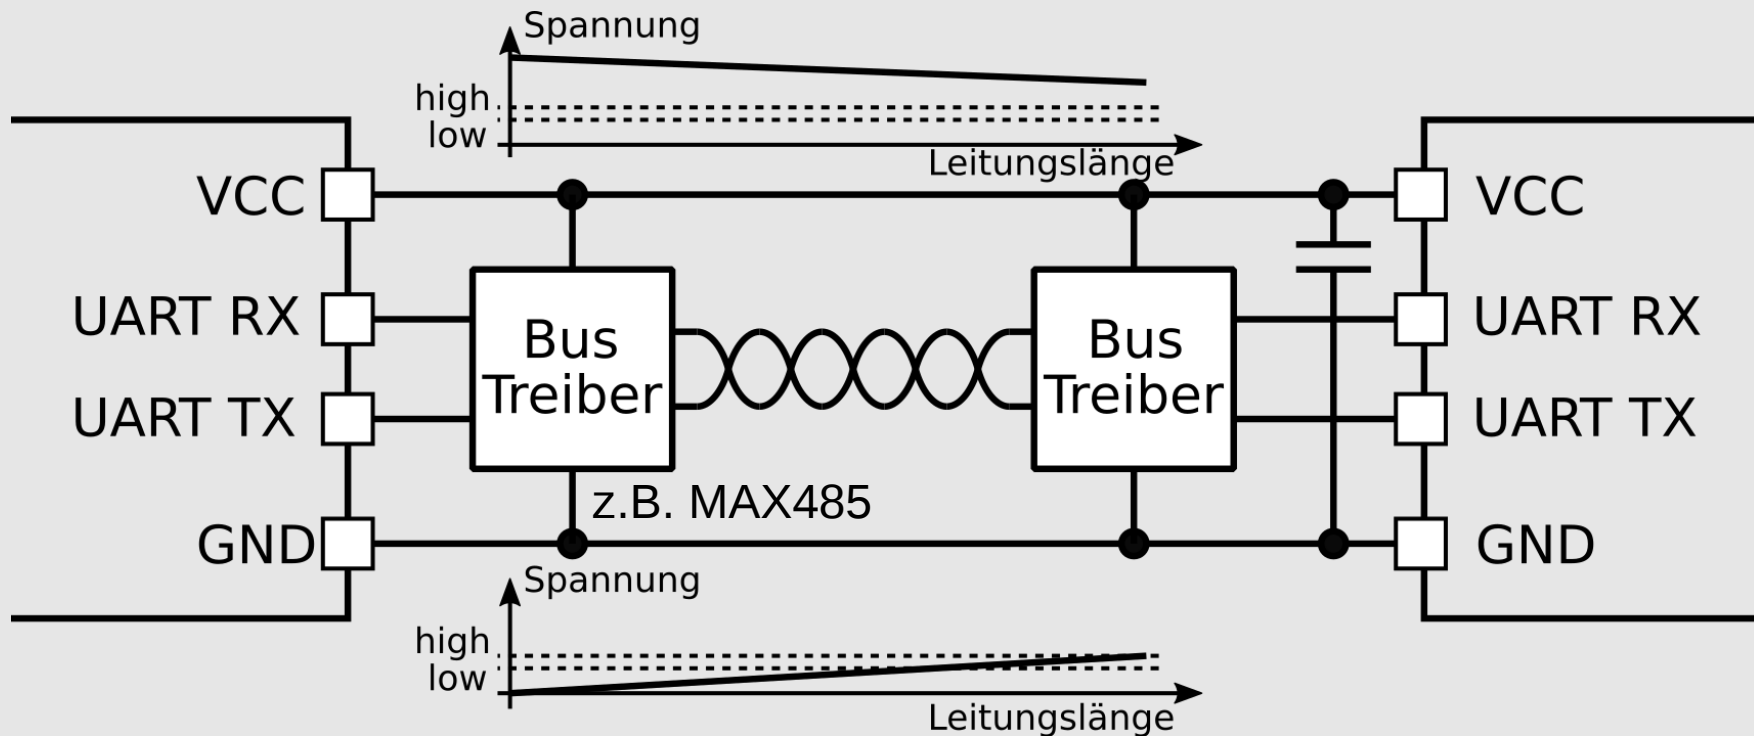 Spannung
high
low
Leitungslänge
VCC
VCC
UART RX
Bus
Treiber
Bus
Treiber
UART RX
UART TX
UART TX
z.B. MAX485
GND
GND
Spannung
high
low
Leitungslänge